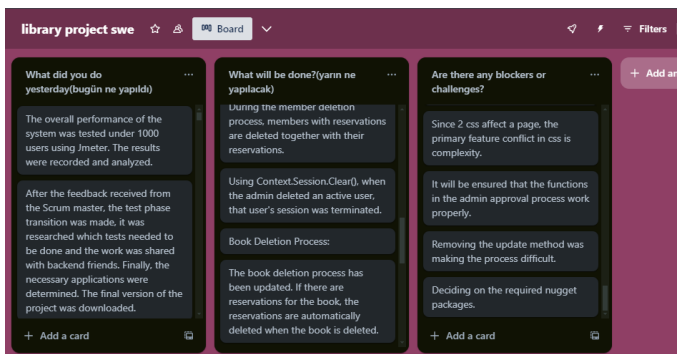 library project swe
Board
Filters
What did you do
yesterday(bugün ne yapıldı)
The overall performance of the
system was tested under 1000
users using Jmeter. The results
were recorded and analyzed.
After the feedback received from
the Scrum master, the test phase
transition was made, it was
researched which tests needed to
be done and the work was shared
with backend friends. Finally, the
necessary applications were
determined. The final version of the
project was downloaded.
+ Add a card
What will be done?(yarın ne
yapılacak)
During the member deletion
process, members with reservations
are deleted together with their
reservations.
Using Context.Session.Clear(), when
the admin deleted an active user,
that user's session was terminated.
Book Deletion Process:
The book deletion process has
been updated. If there are
reservations for the book, the
reservations are automatically
deleted when the book is deleted.
+ Add a card
Are there any blockers or
challenges?
Since 2 css affect a page, the
primary feature conflict in css is
complexity.
It will be ensured that the functions
in the admin approval process work
properly.
Removing the update method was
making the process difficult.
Deciding on the required nugget
packages.
+ Add a card
+ Add an